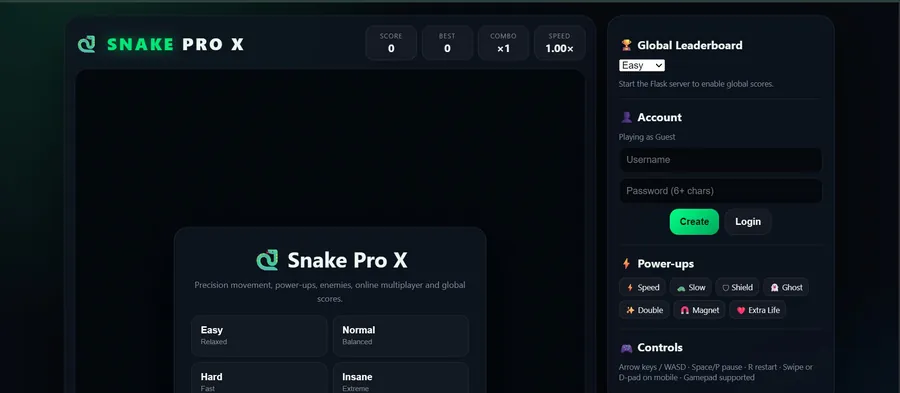 SNAKE PRO X
SCORE
0
BEST
0
COMBO
×1
SPEED
1.00×
Snake Pro X
Precision movement, power-ups, enemies, online multiplayer and global
scores.
Easy
Relaxed
Normal
Balanced
Hard
Fast
Insane
Extreme
Global Leaderboard
Easy
Start the Flask server to enable global scores.
Account
Playing as Guest
Username
Password (6+ chars)
Create
Login
Power-ups
Speed
Slow
Shield
Ghost
Double
Magnet
Extra Life
Controls
Arrow keys / WASD · Space/P pause · R restart · Swipe or
D-pad on mobile · Gamepad supported